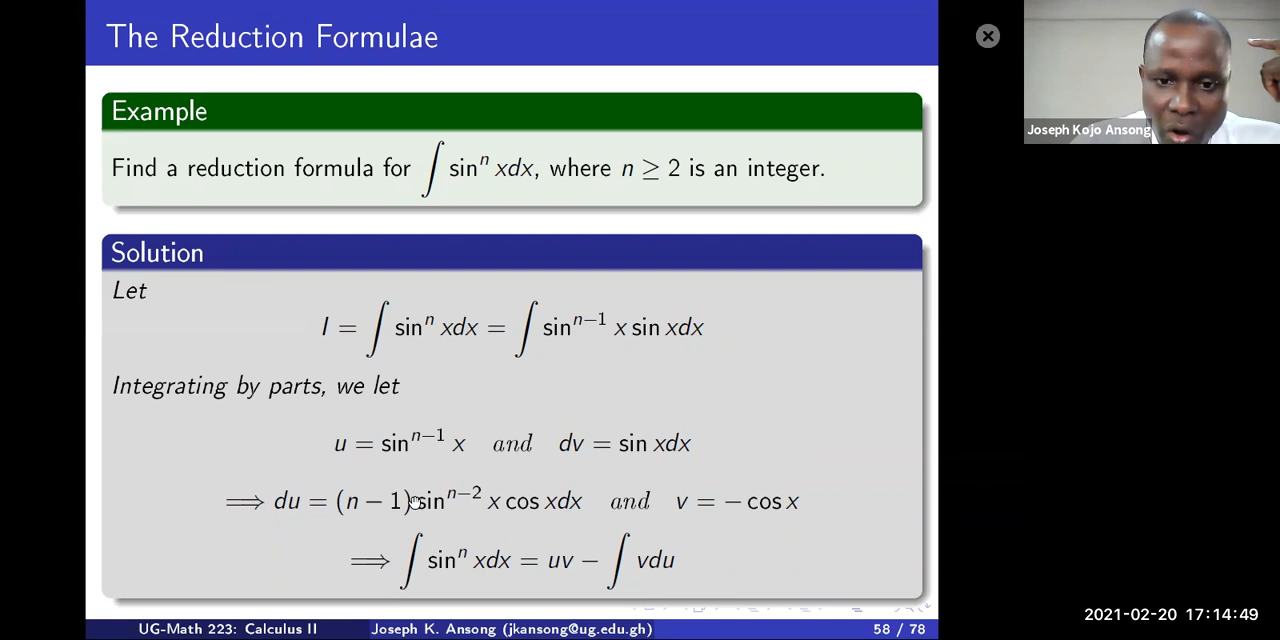 The Reduction Formulae
Joseph Kojo Ansong
Example
Find a reduction formula for ∫ sinⁿ xdx, where n ≥ 2 is an integer.
Solution
Let
I = ∫ sinⁿ xdx = ∫ sinⁿ⁻¹ x sin xdx
Integrating by parts, we let
u = sinⁿ⁻¹ x and dv = sin xdx
⟹ du = (n − 1) sinⁿ⁻² x cos xdx and v = − cos x
⟹ ∫ sinⁿ xdx = uv − ∫ vdu
2021-02-20 17:14:49
UG-Math 223: Calculus II Joseph K. Ansong (jkansong@ug.edu.gh) 58 / 78